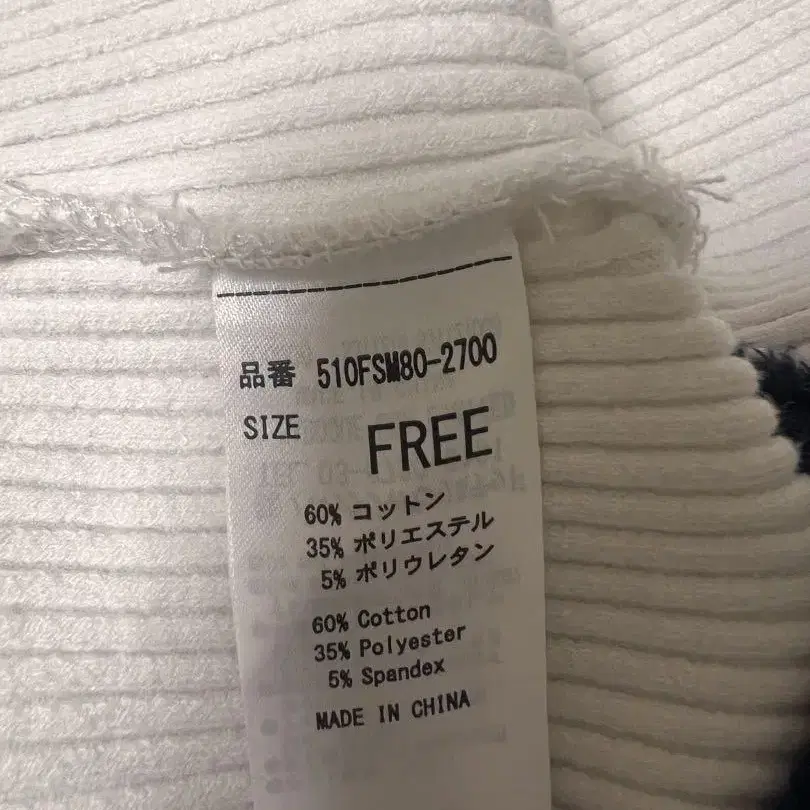 品番 510FSM80-2700
SIZE FREE
60% コットン
35% ポリエステル
5% ポリウレタン
60% Cotton
35% Polyester
5% Spandex
MADE IN CHINA